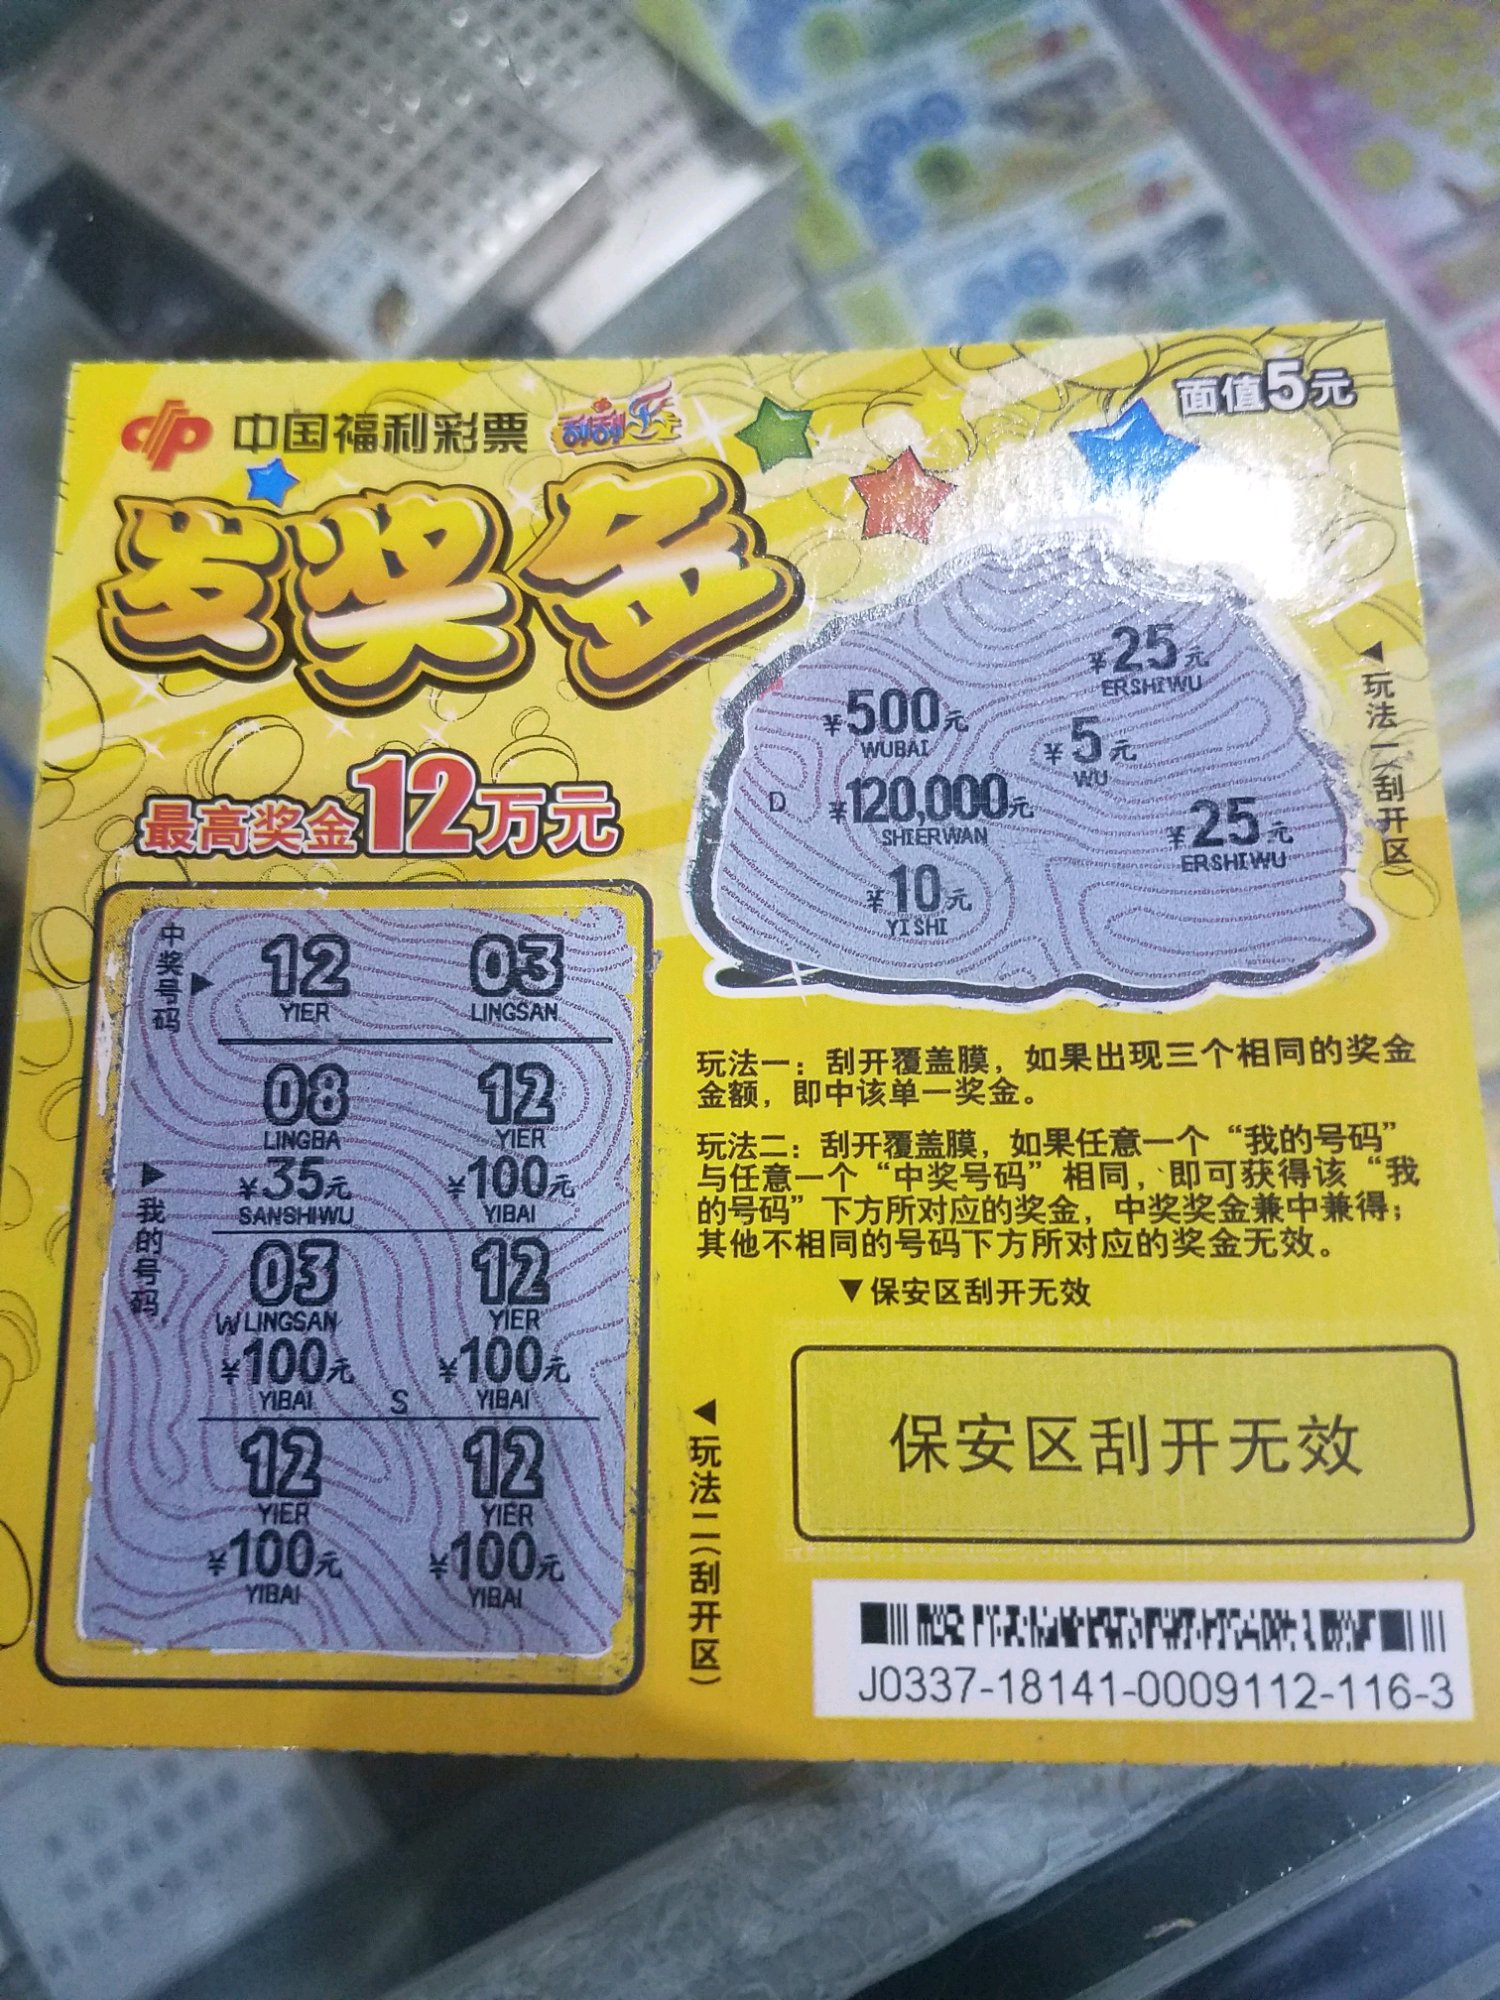 中国福利彩票 刮刮乐
面值5元
岁奖金
最高奖金12万元
◀玩法一(刮开区)
¥25元
ERSHIWU
¥500元
WUBAI
¥5元
WU
D
¥120,000元
SHIERWAN
¥25元
ERSHIWU
¥10元
YISHI
中奖号码▶
12 03
YIER LINGSAN
▶我的号码
08 12
LINGBA YIER
¥35元 ¥100元
SANSHIWU YIBAI
03 12
W LINGSAN YIER
¥100元 ¥100元
YIBAI S YIBAI
12 12
YIER YIER
¥100元 ¥100元
YIBAI YIBAI
玩法一:刮开覆盖膜，如果出现三个相同的奖金
金额，即中该单一奖金。
玩法二:刮开覆盖膜，如果任意一个“我的号码”
与任意一个“中奖号码”相同，即可获得该“我
的号码”下方所对应的奖金，中奖奖金兼中兼得;
其他不相同的号码下方所对应的奖金无效。
▼保安区刮开无效
◀玩法二(刮开区)
保安区刮开无效
J0337-18141-0009112-116-3